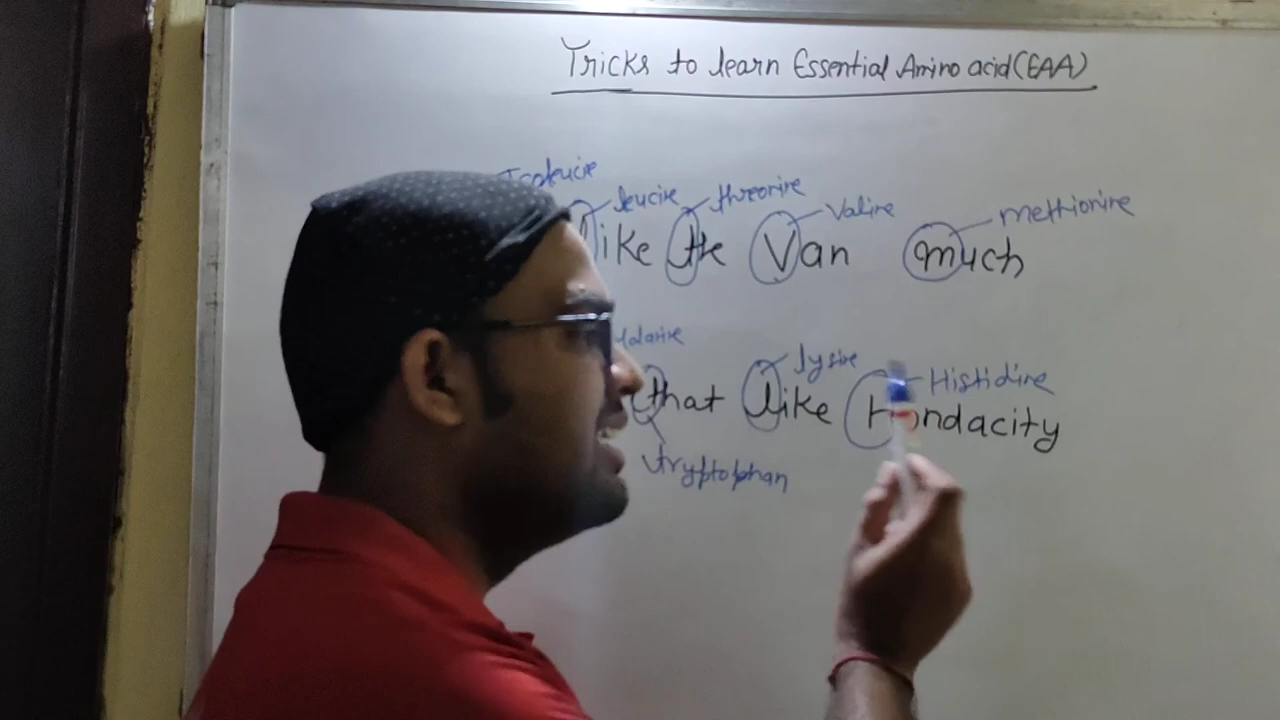 Tricks to learn Essential Amino acid (EAA)
Isoleucine
leucine threonine Valine methionine
like the Van much
lysine Histidine
that like Hondacity
tryptophan